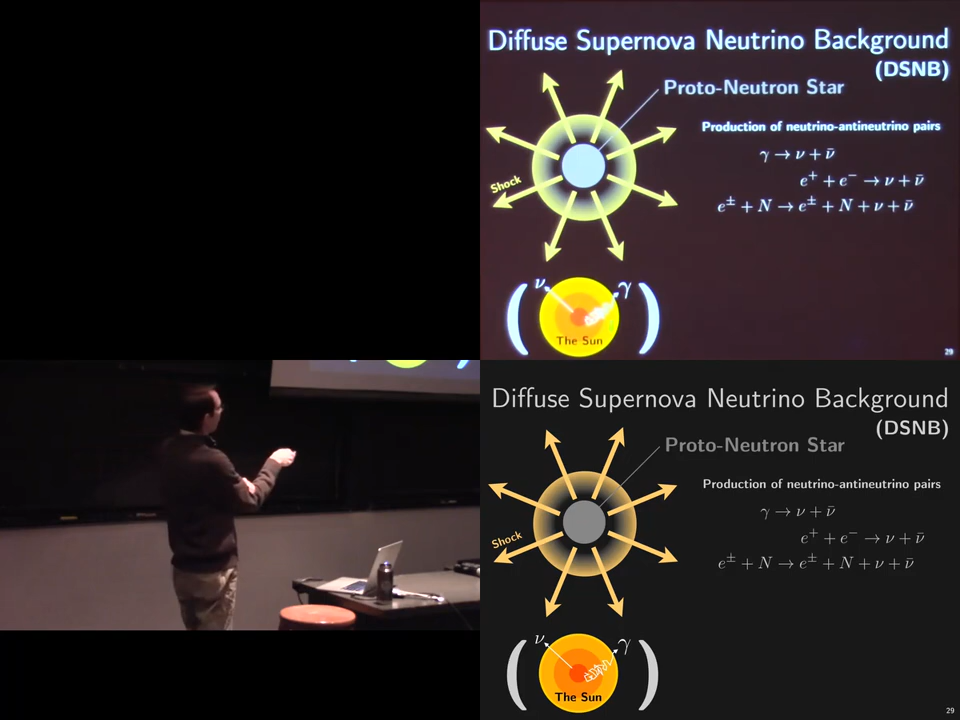 Diffuse Supernova Neutrino Background
(DSNB)
Proto-Neutron Star
Production of neutrino-antineutrino pairs
γ → ν + ν̄
e⁺ + e⁻ → ν + ν̄
e± + N → e± + N + ν + ν̄
Shock
ν
γ
The Sun
29
Diffuse Supernova Neutrino Background
(DSNB)
Proto-Neutron Star
Production of neutrino-antineutrino pairs
γ → ν + ν̄
e⁺ + e⁻ → ν + ν̄
e± + N → e± + N + ν + ν̄
Shock
ν
γ
The Sun
29